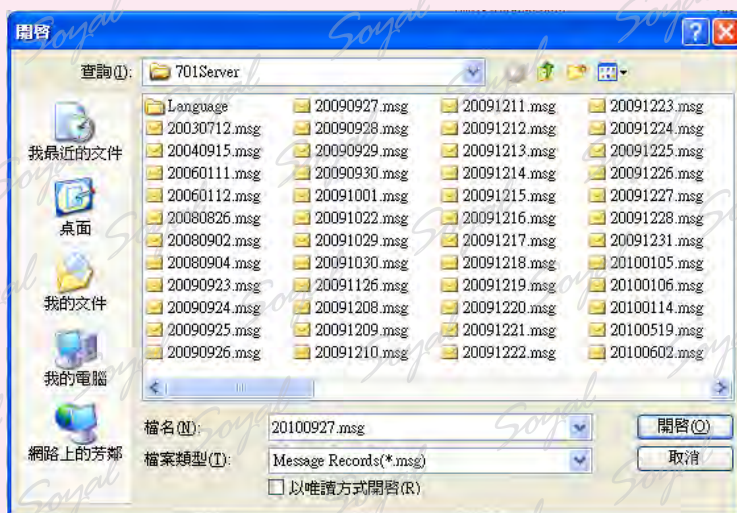 開啓
查詢(I):
701Server
我最近的文件
桌面
我的文件
我的電腦
網路上的芳鄰
Language
20030712.msg
20040915.msg
20060111.msg
20060112.msg
20080826.msg
20080902.msg
20080904.msg
20090923.msg
20090924.msg
20090925.msg
20090926.msg
20090927.msg
20090928.msg
20090929.msg
20090930.msg
20091001.msg
20091022.msg
20091029.msg
20091030.msg
20091126.msg
20091208.msg
20091209.msg
20091210.msg
20091211.msg
20091212.msg
20091213.msg
20091214.msg
20091215.msg
20091216.msg
20091217.msg
20091218.msg
20091219.msg
20091220.msg
20091221.msg
20091222.msg
20091223.msg
20091224.msg
20091225.msg
20091226.msg
20091227.msg
20091228.msg
20091231.msg
20100105.msg
20100106.msg
20100114.msg
20100519.msg
20100602.msg
檔名(N):
20100927.msg
開啓(O)
檔案類型(T):
Message Records(*.msg)
取消
以唯讀方式開啓(R)
Soyal